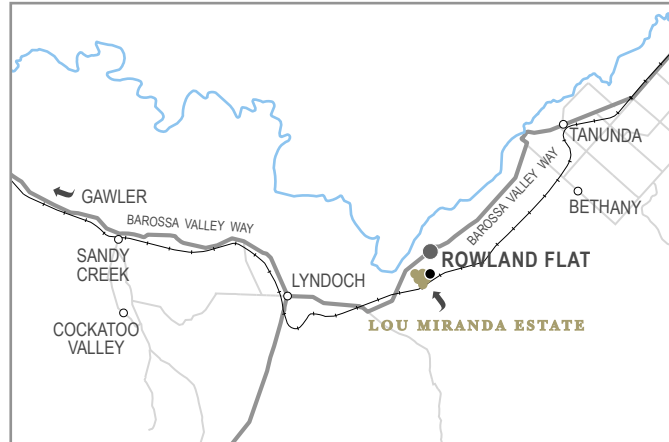 TANUNDA
GAWLER
BAROSSA VALLEY WAY
BAROSSA VALLEY WAY
BETHANY
SANDY
CREEK
ROWLAND FLAT
LYNDOCH
COCKATOO
VALLEY
LOU MIRANDA ESTATE